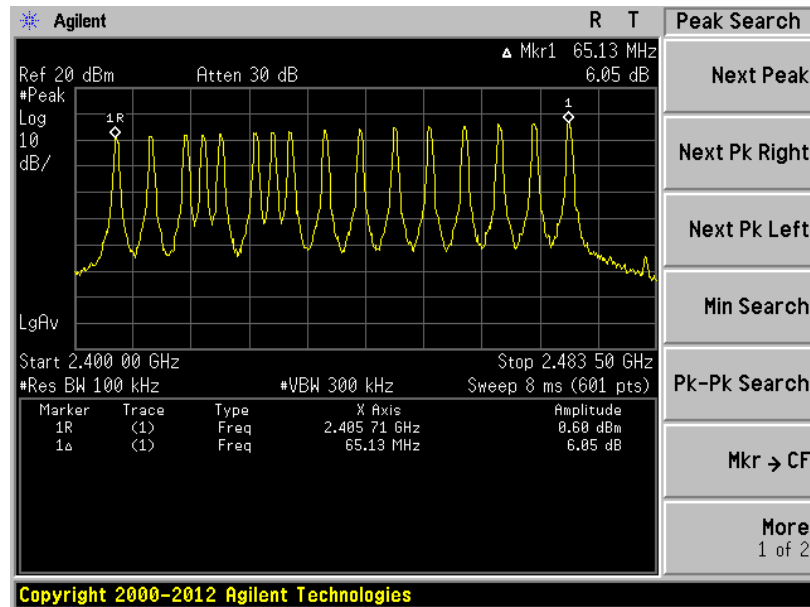 Agilent R T Peak Search
Δ Mkr1 65.13 MHz
Ref 20 dBm Atten 30 dB 6.05 dB
#Peak
Log
10
dB/
1R
1
LgAv
Start 2.400 00 GHz Stop 2.483 50 GHz
#Res BW 100 kHz #VBW 300 kHz Sweep 8 ms (601 pts)
Marker Trace Type X Axis Amplitude
1R (1) Freq 2.405 71 GHz 0.60 dBm
1Δ (1) Freq 65.13 MHz 6.05 dB
Next Peak
Next Pk Right
Next Pk Left
Min Search
Pk-Pk Search
Mkr → CF
More
1 of 2
Copyright 2000-2012 Agilent Technologies